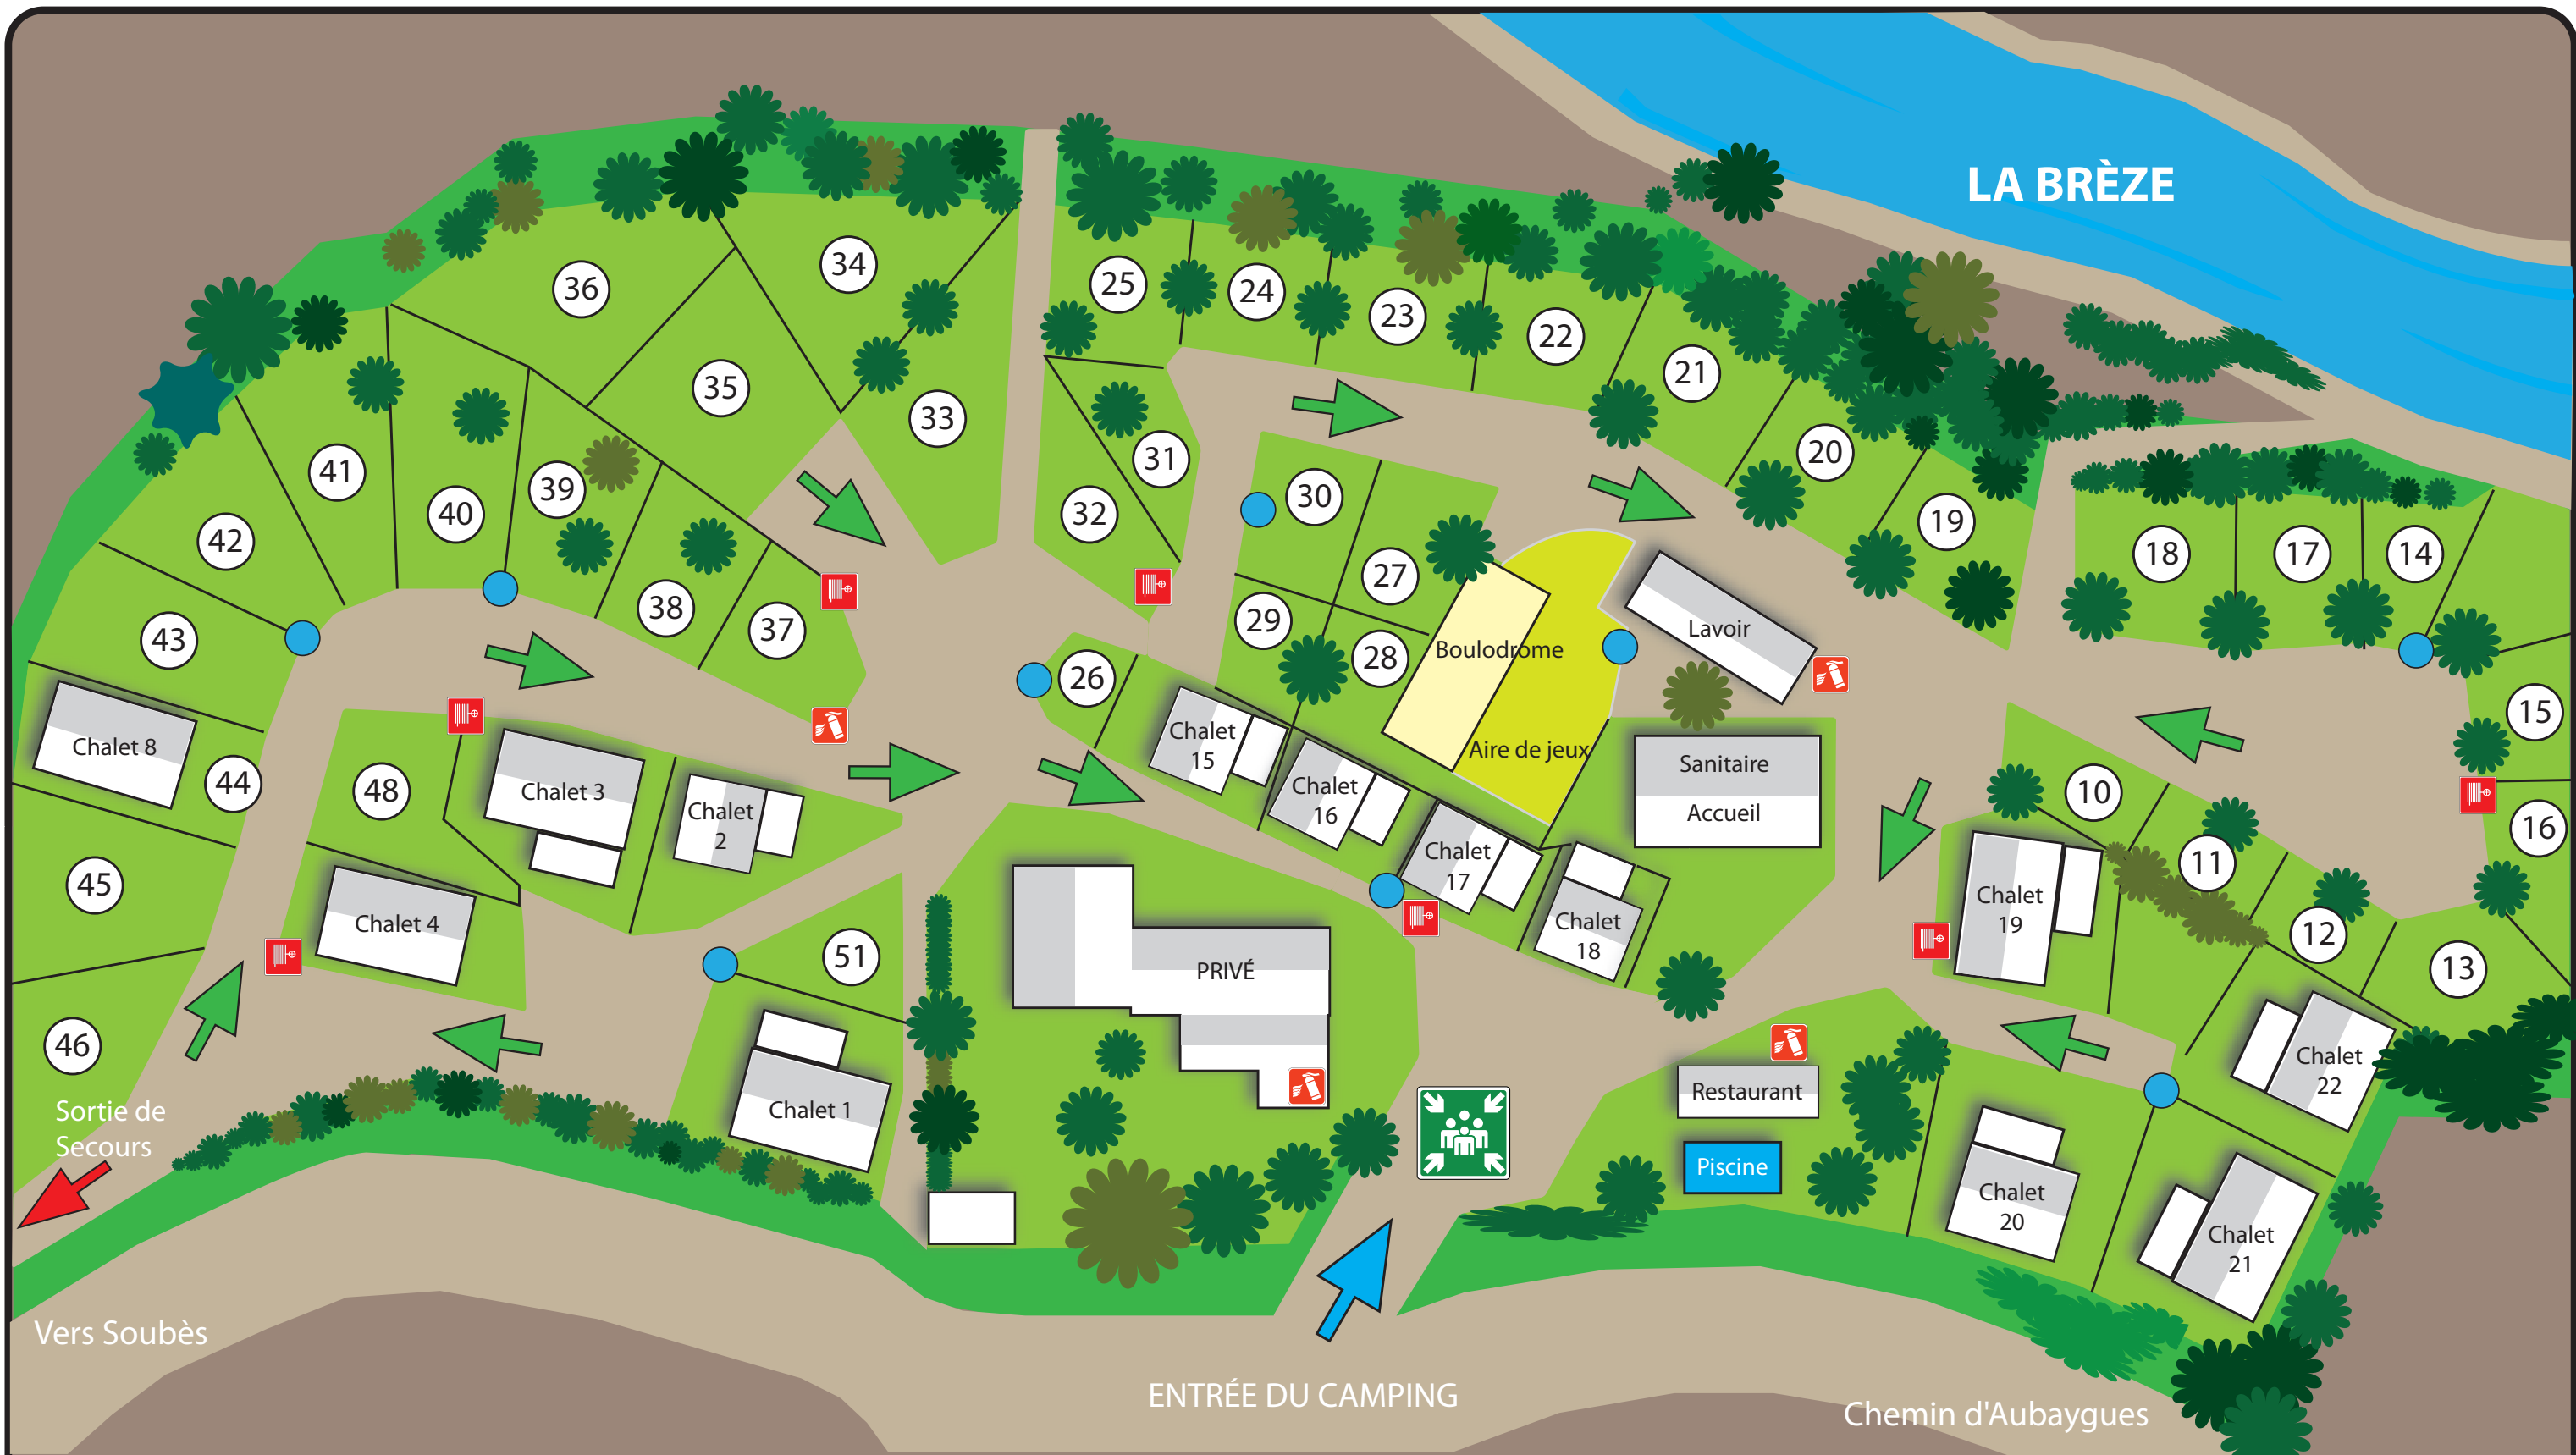 LA BRÈZE
36
34
35
33
25
24
23
22
21
20
19
18
17
14
41
40
39
42
43
38
37
31
32
30
27
29
28
26
Boulodrome
Aire de jeux
Lavoir
Sanitaire
Accueil
15
16
10
11
12
13
Chalet 8
44
45
46
48
Chalet 3
Chalet
2
Chalet 4
51
Chalet 1
Chalet
15
Chalet
16
Chalet
17
Chalet
18
PRIVÉ
Chalet
19
Chalet
22
Chalet
20
Chalet
21
Restaurant
Piscine
Sortie de
Secours
Vers Soubès
ENTRÉE DU CAMPING
Chemin d'Aubaygues